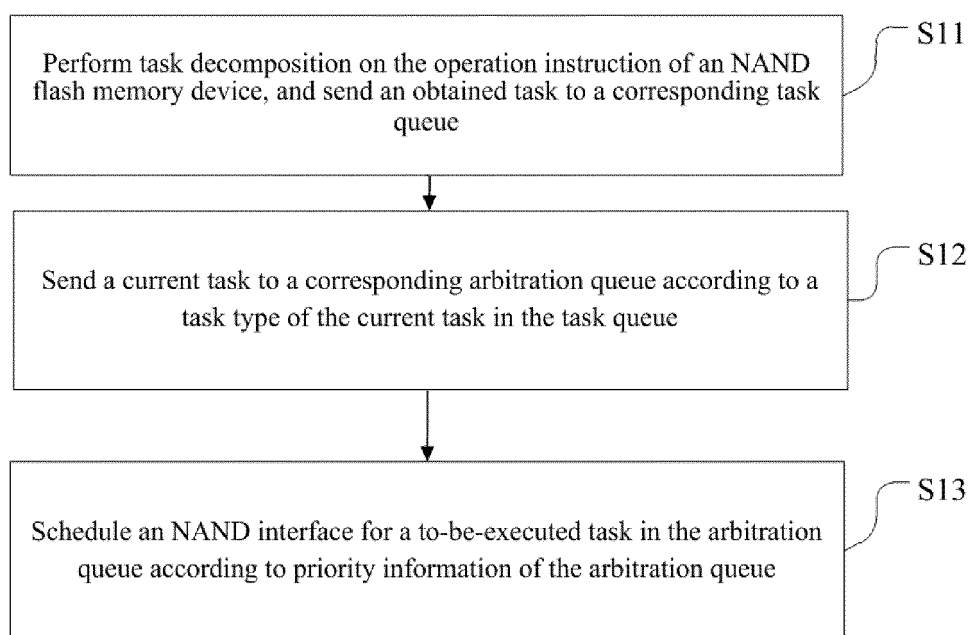 S11
Perform task decomposition on the operation instruction of an NAND
flash memory device, and send an obtained task to a corresponding task
queue
S12
Send a current task to a corresponding arbitration queue according to a
task type of the current task in the task queue
S13
Schedule an NAND interface for a to-be-executed task in the arbitration
queue according to priority information of the arbitration queue